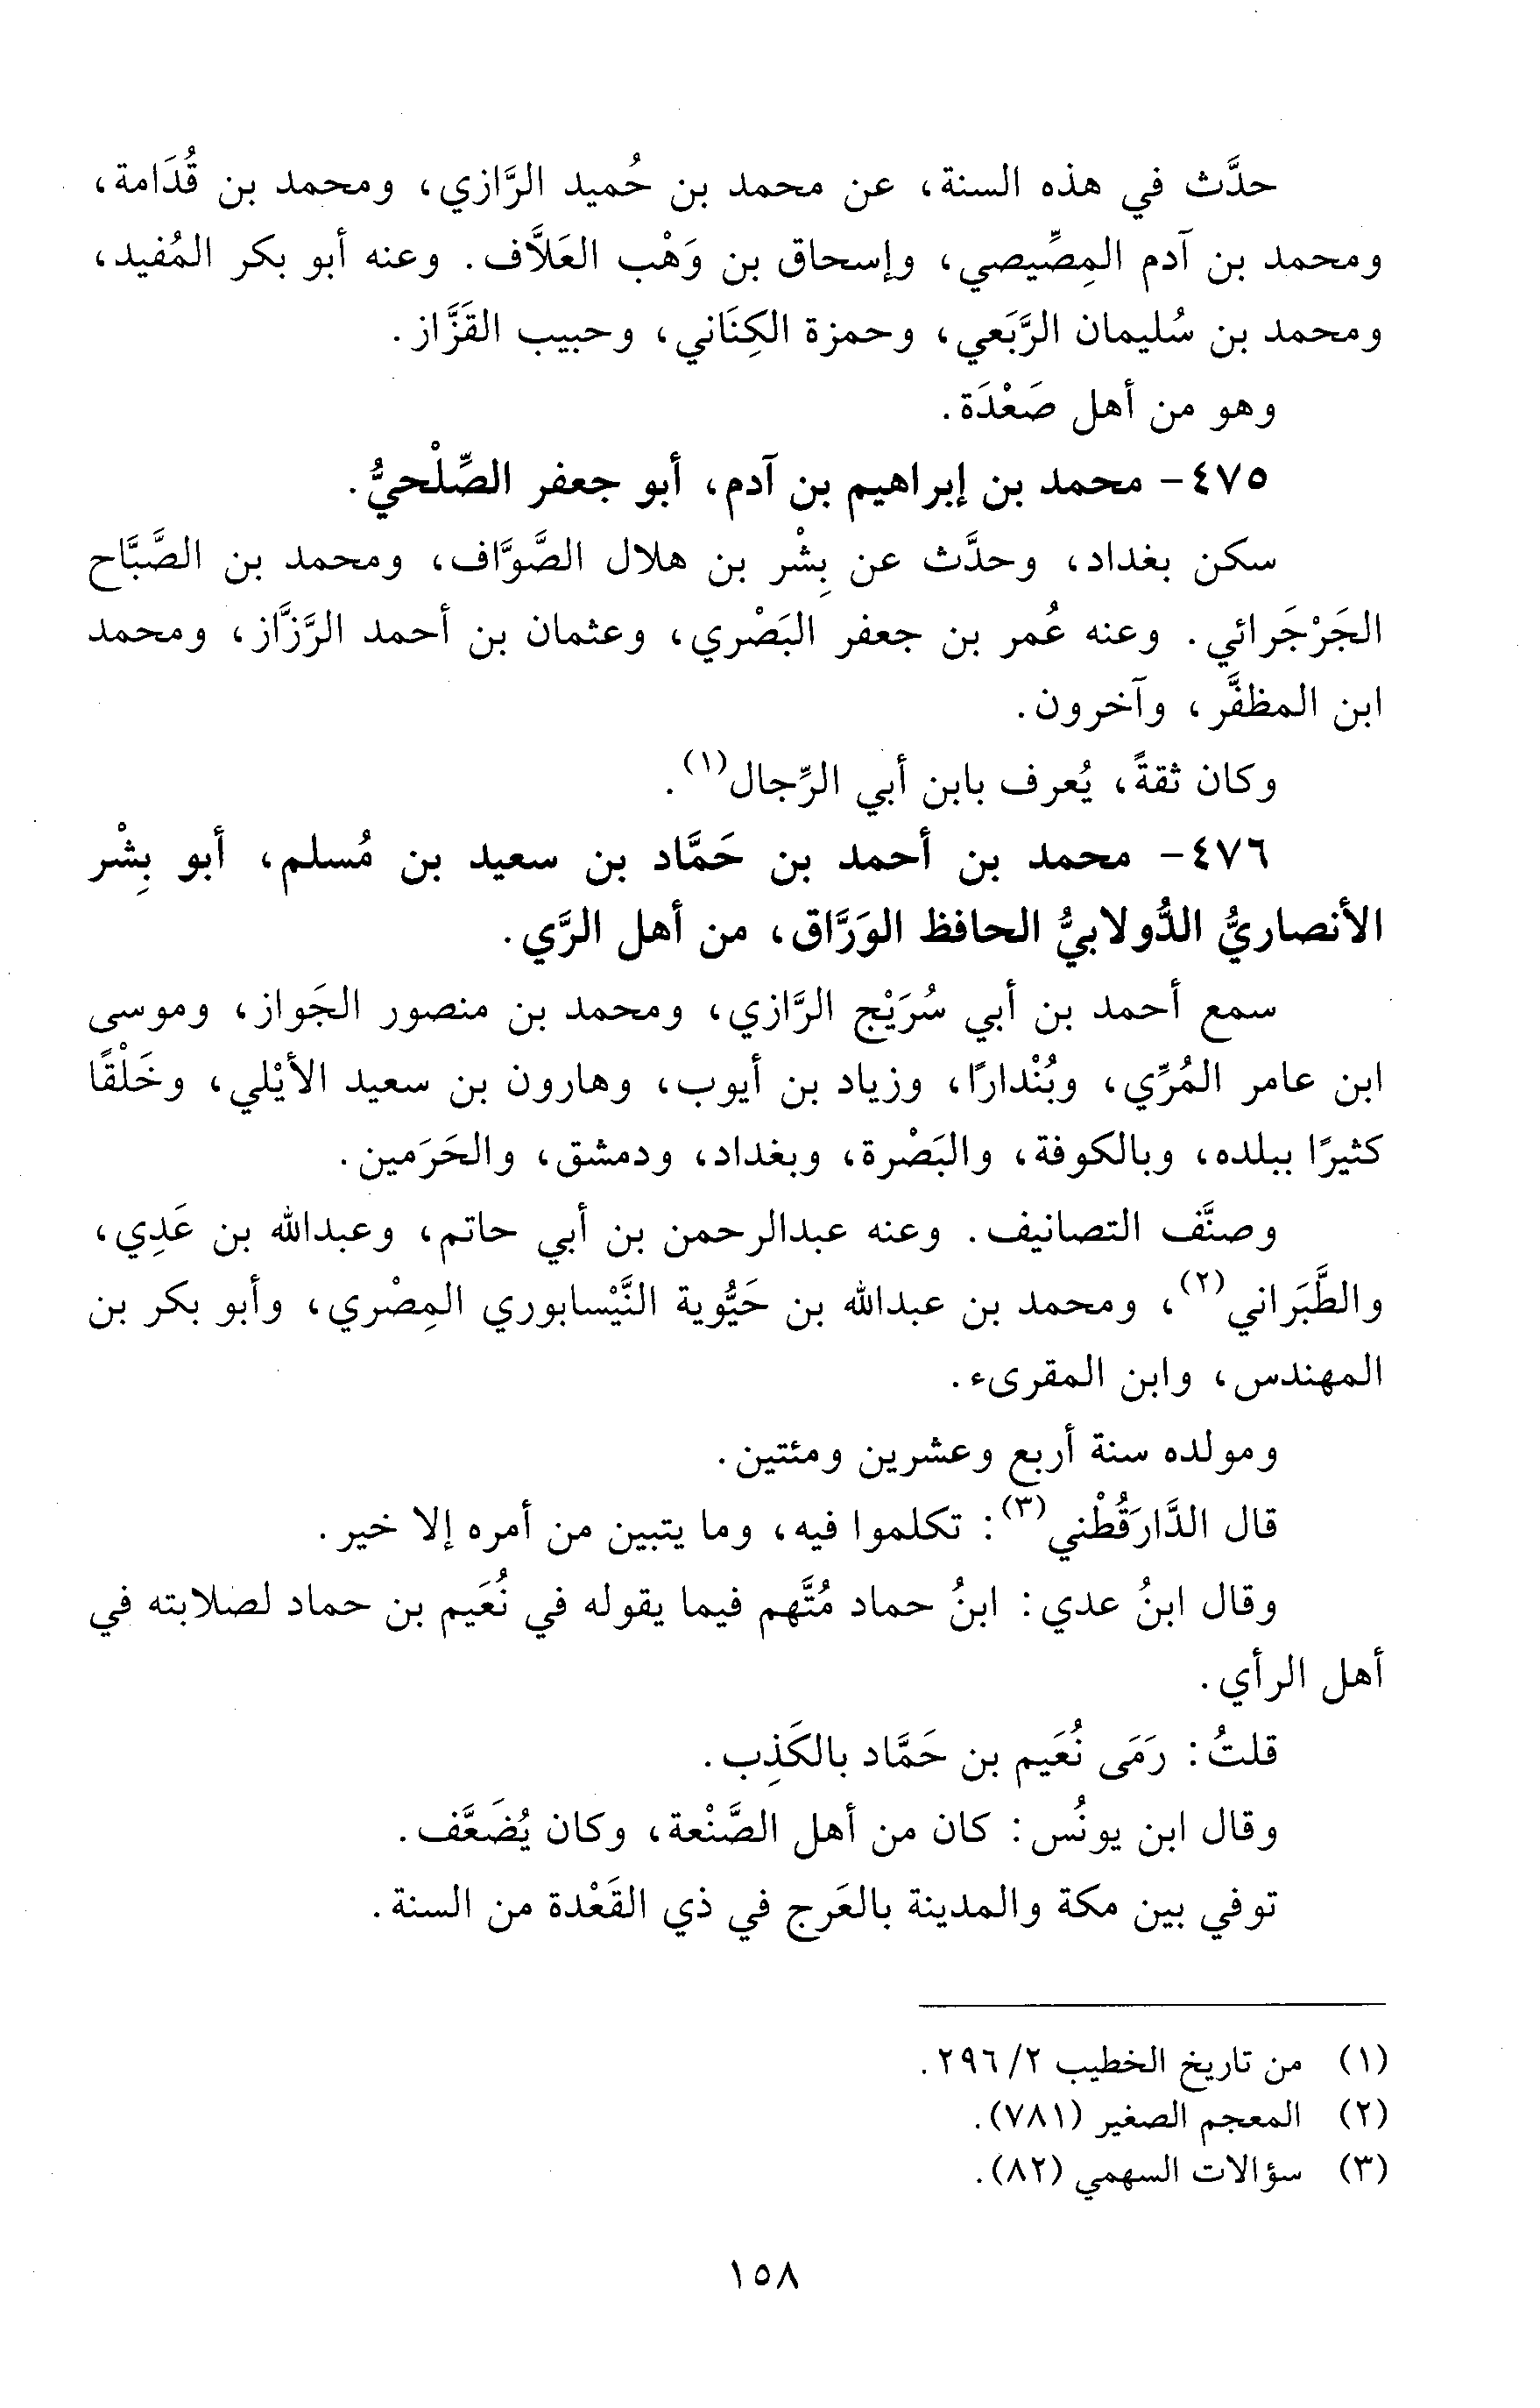 حدَّث في هذه السنة، عن محمد بن حُميد الرَّازي، ومحمد بن قُدَامة،
ومحمد بن آدم المِصِّيصي، وإسحاق بن وَهْب العَلاَّف. وعنه أبو بكر المُفيد،
ومحمد بن سُليمان الرَّبَعي، وحمزة الكِنَاني، وحبيب القَزَّاز.
وهو من أهل صَعْدَة.
٤٧٥- محمد بن إبراهيم بن آدم، أبو جعفر الصِّلْحيُّ.
سكن بغداد، وحدَّث عن بِشْر بن هلال الصَّوَّاف، ومحمد بن الصَّبَّاح
الجَرْجَرائي. وعنه عُمر بن جعفر البَصْري، وعثمان بن أحمد الرَّزَّاز، ومحمد
ابن المظفَّر، وآخرون.
وكان ثقةً، يُعرف بابن أبي الرِّجال(١).
٤٧٦- محمد بن أحمد بن حَمَّاد بن سعيد بن مُسلم، أبو بِشْر
الأنصاريُّ الدُّولابيُّ الحافظ الوَرَّاق، من أهل الرَّي.
سمع أحمد بن أبي سُرَيْج الرَّازي، ومحمد بن منصور الجَواز، وموسى
ابن عامر المُرِّي، وبُنْدارًا، وزياد بن أيوب، وهارون بن سعيد الأيْلي، وخَلْقًا
كثيرًا ببلده، وبالكوفة، والبَصْرة، وبغداد، ودمشق، والحَرَمين.
وصنَّف التصانيف. وعنه عبدالرحمن بن أبي حاتم، وعبدالله بن عَدِي،
والطَّبَراني(٢)، ومحمد بن عبدالله بن حَيُّوية النَّيْسابوري المِصْري، وأبو بكر بن
المهندس، وابن المقرىء.
ومولده سنة أربع وعشرين ومئتين.
قال الدَّارَقُطْني(٣): تكلموا فيه، وما يتبين من أمره إلا خير.
وقال ابنُ عدي: ابنُ حماد مُتَّهم فيما يقوله في نُعَيم بن حماد لصلابته في
أهل الرأي.
قلتُ: رَمَى نُعَيم بن حَمَّاد بالكَذِب.
وقال ابن يونُس: كان من أهل الصَّنْعة، وكان يُضَعَّف.
توفي بين مكة والمدينة بالعَرج في ذي القَعْدة من السنة.
(١) من تاريخ الخطيب ٢/ ٢٩٦.
(٢) المعجم الصغير (٧٨١).
(٣) سؤالات السهمي (٨٢).
١٥٨